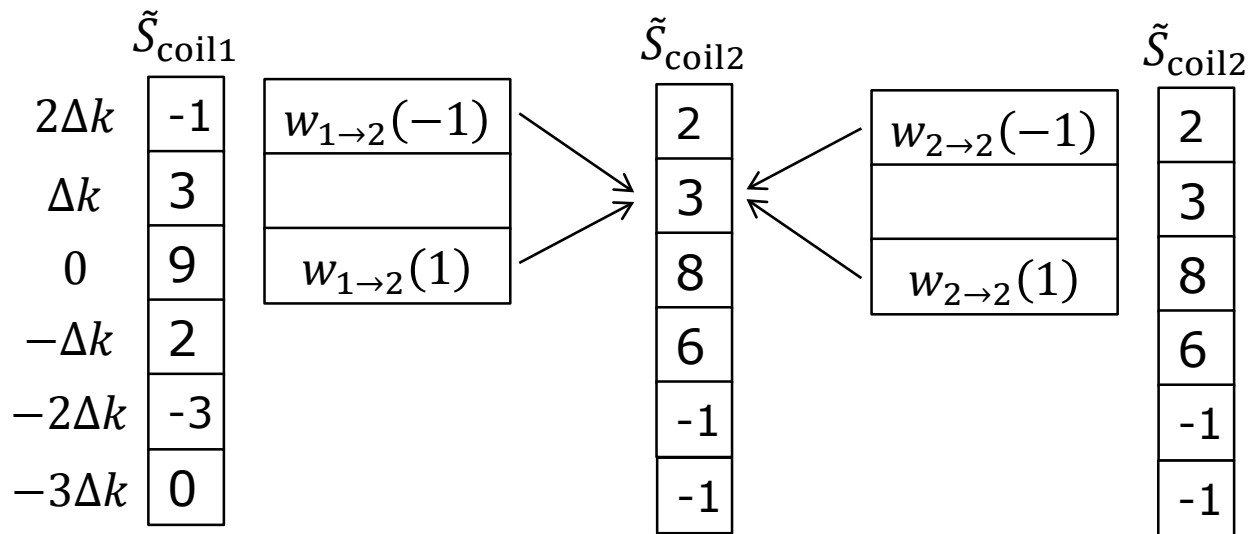 S̃coil1 S̃coil2 S̃coil2
2Δk -1 w1→2(−1) 2 w2→2(−1) 2
Δk 3 3 3
0 9 w1→2(1) 8 w2→2(1) 8
−Δk 2 6 6
−2Δk -3 -1 -1
−3Δk 0 -1 -1